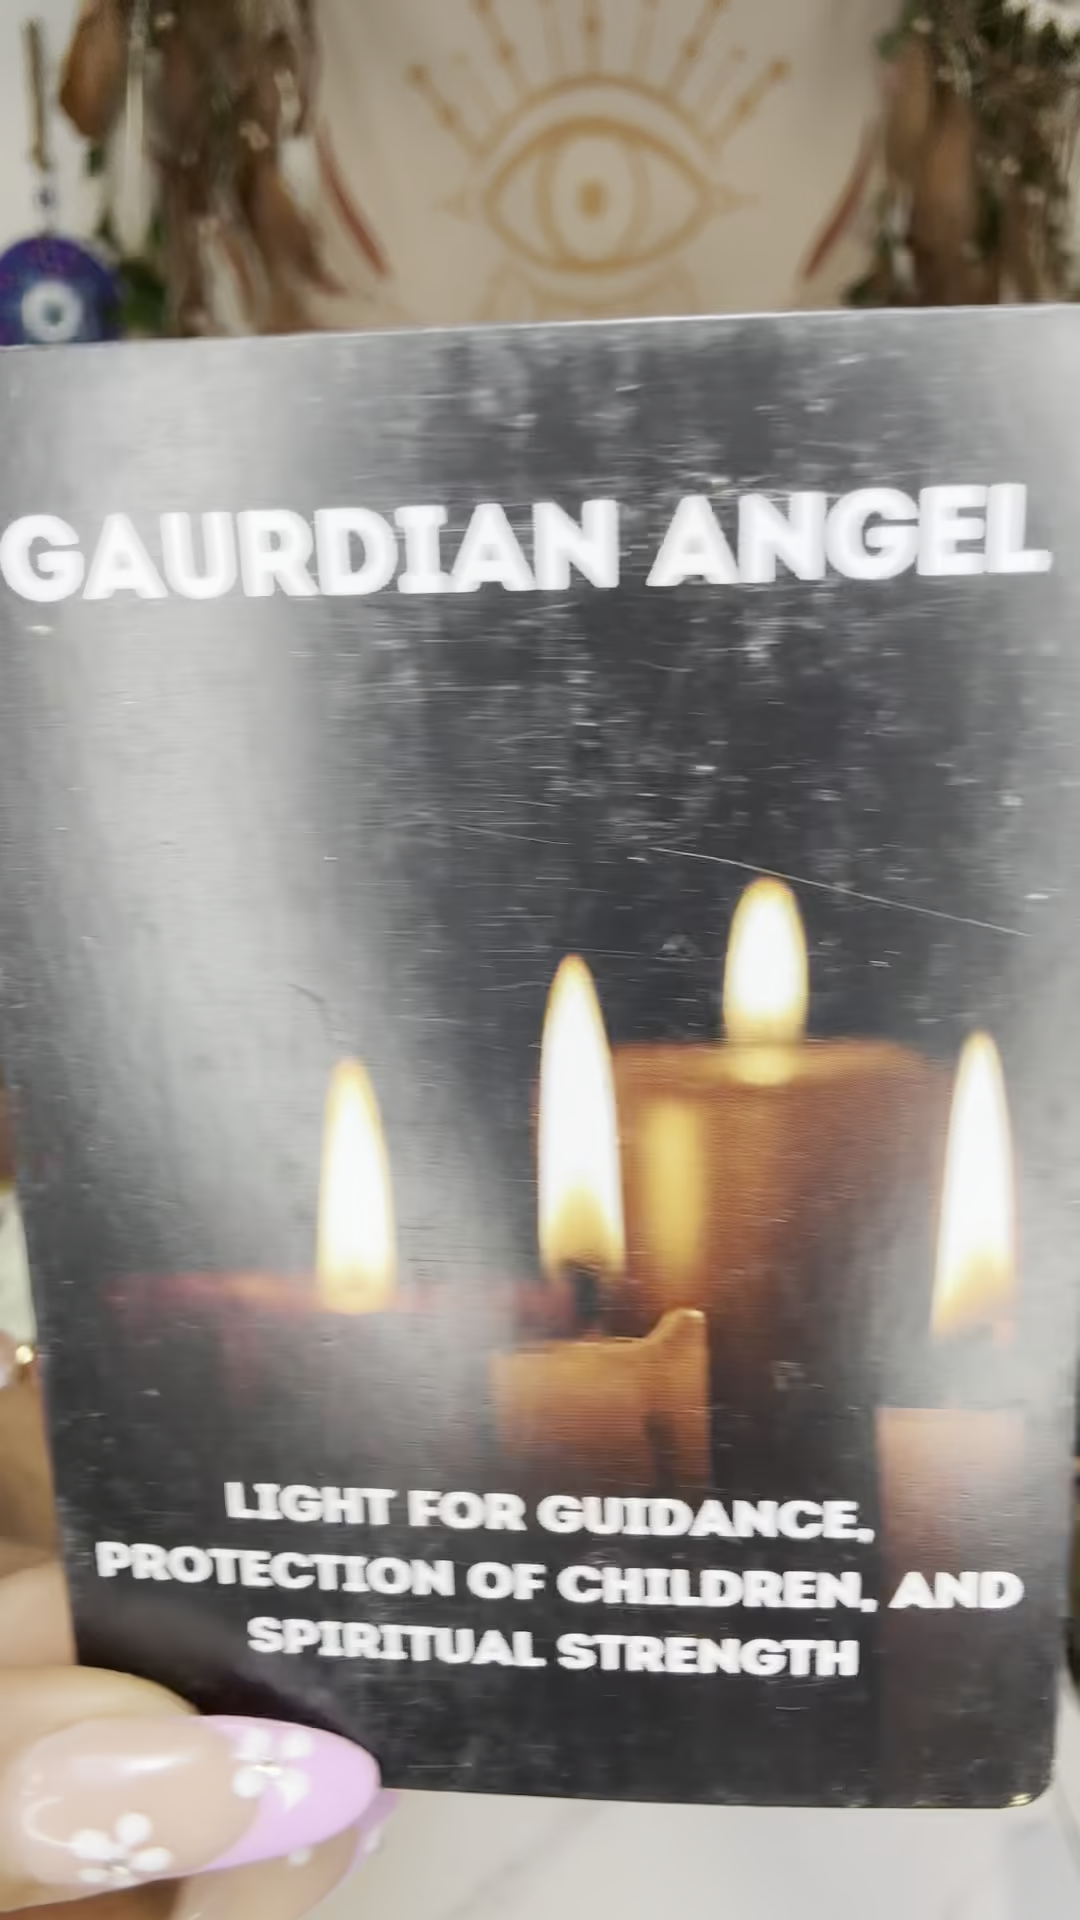 GAURDIAN ANGEL
LIGHT FOR GUIDANCE,
PROTECTION OF CHILDREN, AND
SPIRITUAL STRENGTH